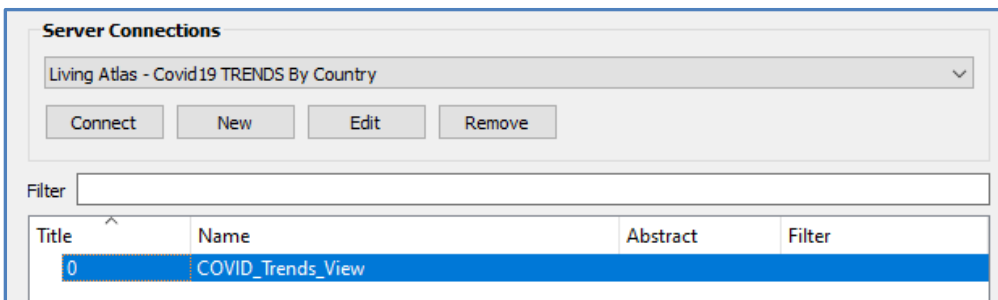 Server Connections
Living Atlas - Covid19 TRENDS By Country
Connect New Edit Remove
Filter
Title Name Abstract Filter
0 COVID_Trends_View